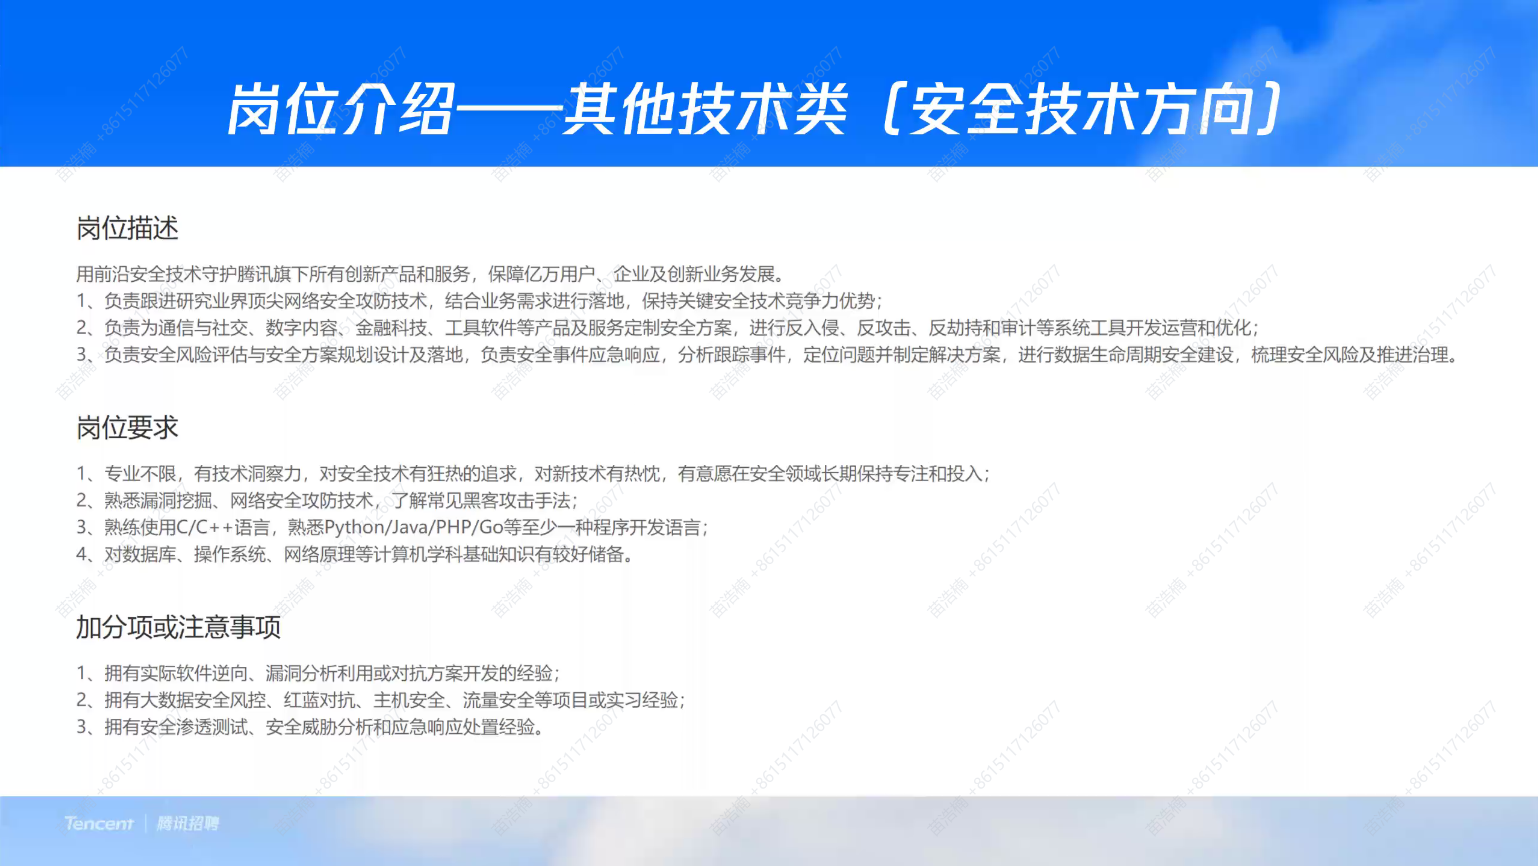 岗位介绍——其他技术类（安全技术方向）
岗位描述
用前沿安全技术守护腾讯旗下所有创新产品和服务，保障亿万用户、企业及创新业务发展。
1、负责跟进研究业界顶尖网络安全攻防技术，结合业务需求进行落地，保持关键安全技术竞争力优势；
2、负责为通信与社交、数字内容、金融科技、工具软件等产品及服务定制安全方案，进行反入侵、反攻击、反劫持和审计等系统工具开发运营和优化；
3、负责安全风险评估与安全方案规划设计及落地，负责安全事件应急响应，分析跟踪事件，定位问题并制定解决方案，进行数据生命周期安全建设，梳理安全风险及推进治理。
岗位要求
1、专业不限，有技术洞察力，对安全技术有狂热的追求，对新技术有热忱，有意愿在安全领域长期保持专注和投入；
2、熟悉漏洞挖掘、网络安全攻防技术，了解常见黑客攻击手法；
3、熟练使用C/C++语言，熟悉Python/Java/PHP/Go等至少一种程序开发语言；
4、对数据库、操作系统、网络原理等计算机学科基础知识有较好储备。
加分项或注意事项
1、拥有实际软件逆向、漏洞分析利用或对抗方案开发的经验；
2、拥有大数据安全风控、红蓝对抗、主机安全、流量安全等项目或实习经验；
3、拥有安全渗透测试、安全威胁分析和应急响应处置经验。
Tencent | 腾讯招聘
苗浩楠 +8615117126077